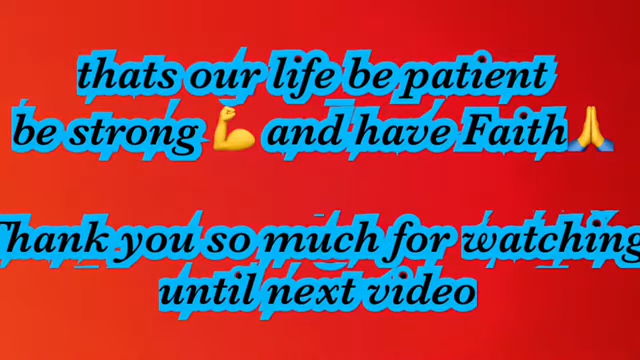 thats our life be patient
be strong 💪 and have Faith🙏
Thank you so much for watching
until next video